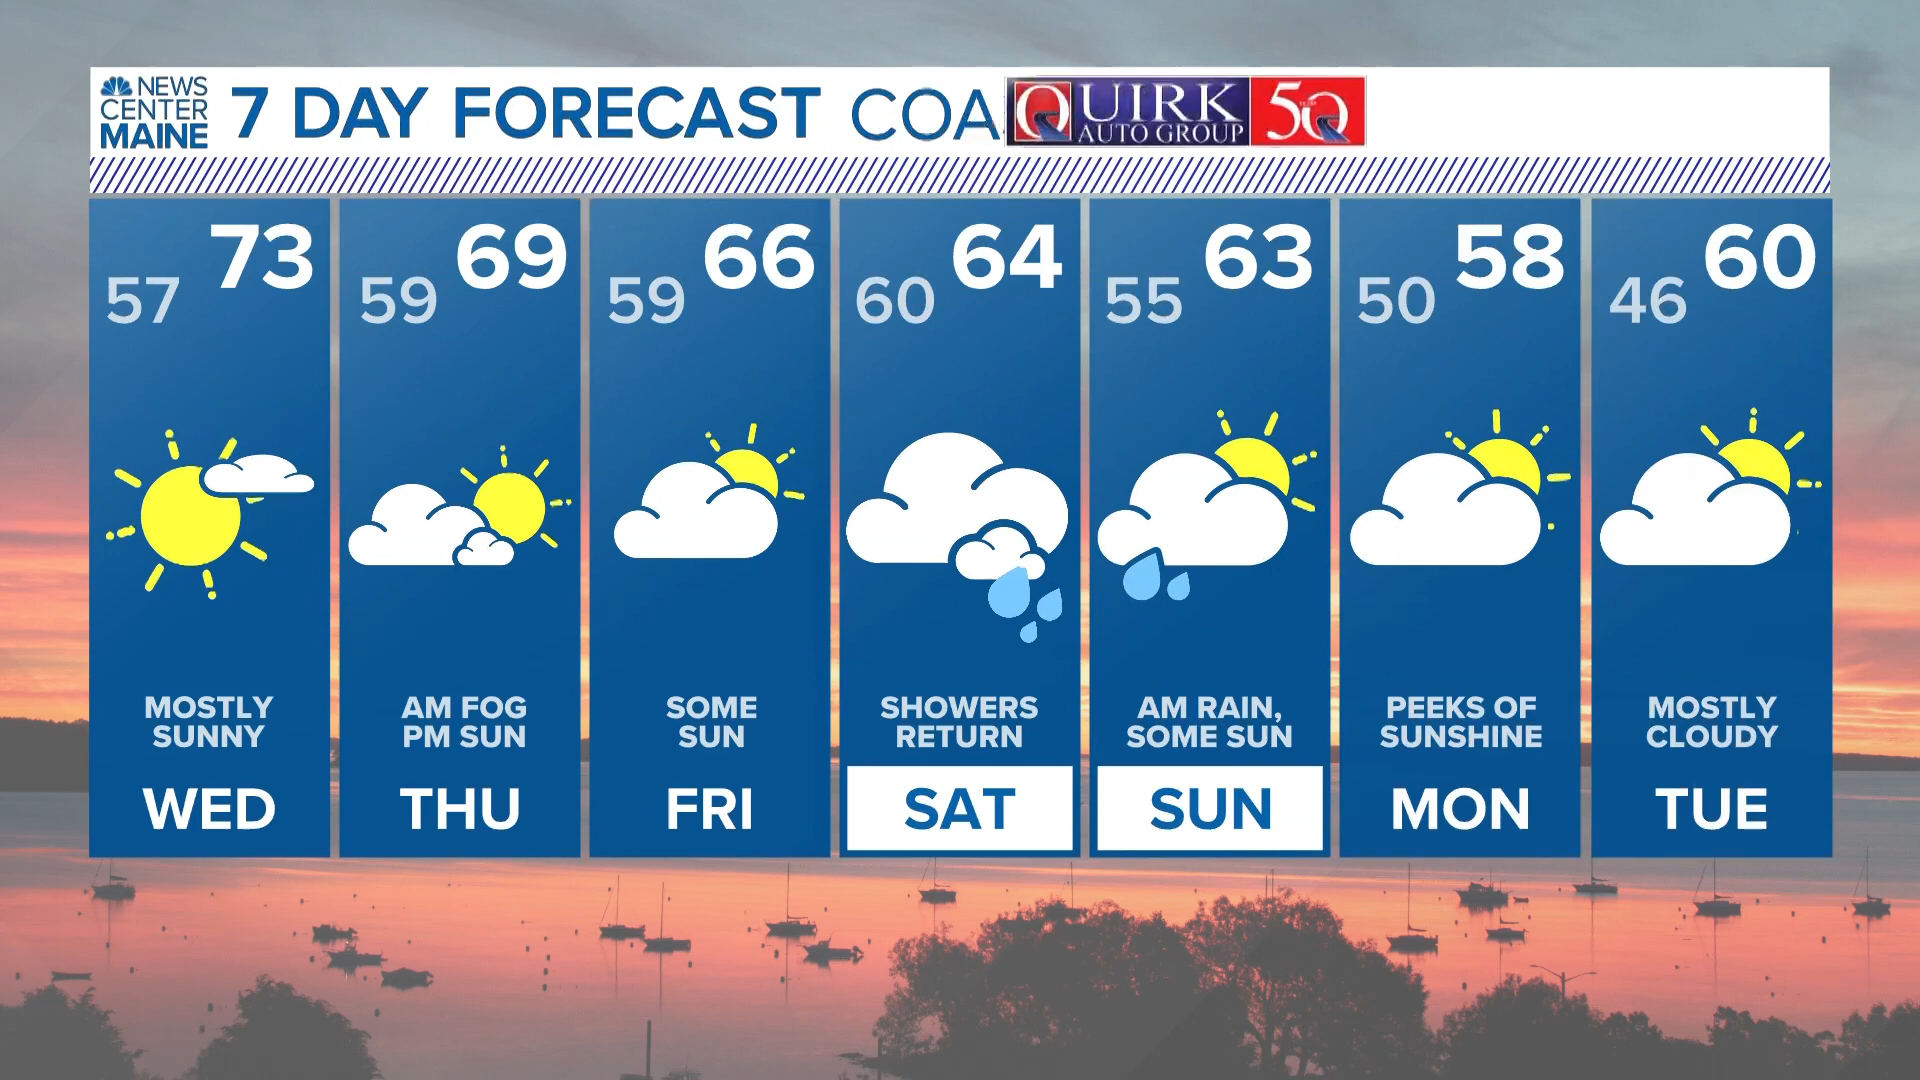 NEWS
CENTER
MAINE
7 DAY FORECAST COA
QUIRK
AUTO GROUP
50
57 73
59 69
59 66
60 64
55 63
50 58
46 60
MOSTLY
SUNNY
WED
AM FOG
PM SUN
THU
SOME
SUN
FRI
SHOWERS
RETURN
SAT
AM RAIN,
SOME SUN
SUN
PEEKS OF
SUNSHINE
MON
MOSTLY
CLOUDY
TUE